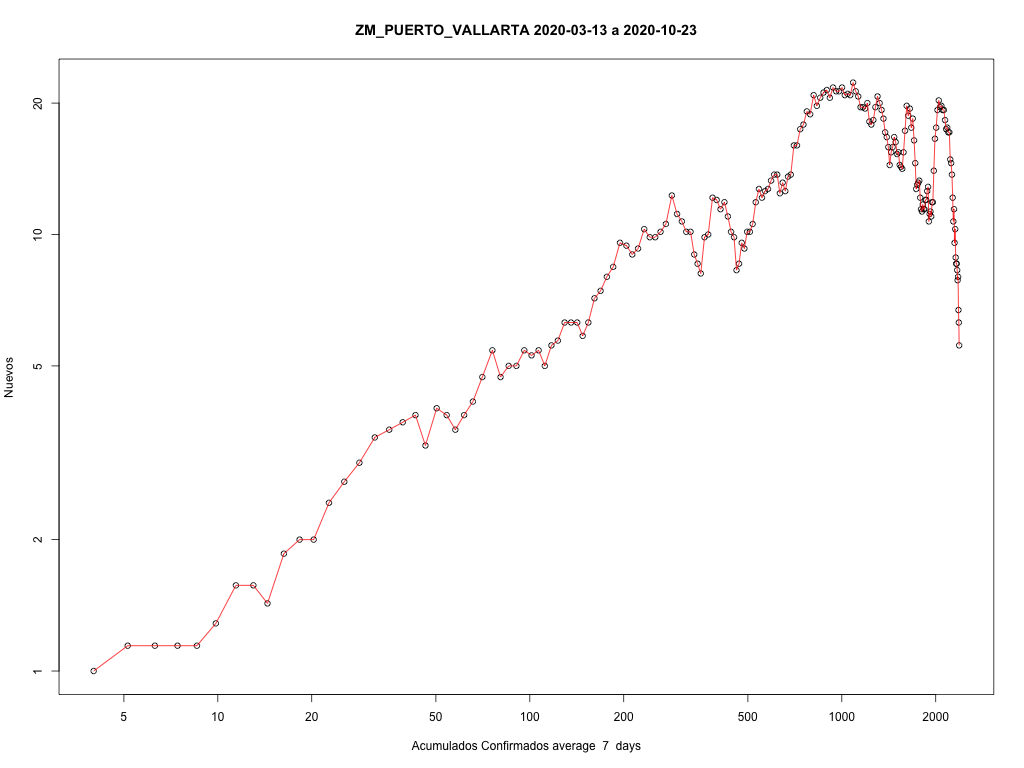 ZM_PUERTO_VALLARTA 2020-03-13 a 2020-10-23
20
10
5
2
1
Nuevos
5 10 20 50 100 200 500 1000 2000
Acumulados Confirmados average 7 days